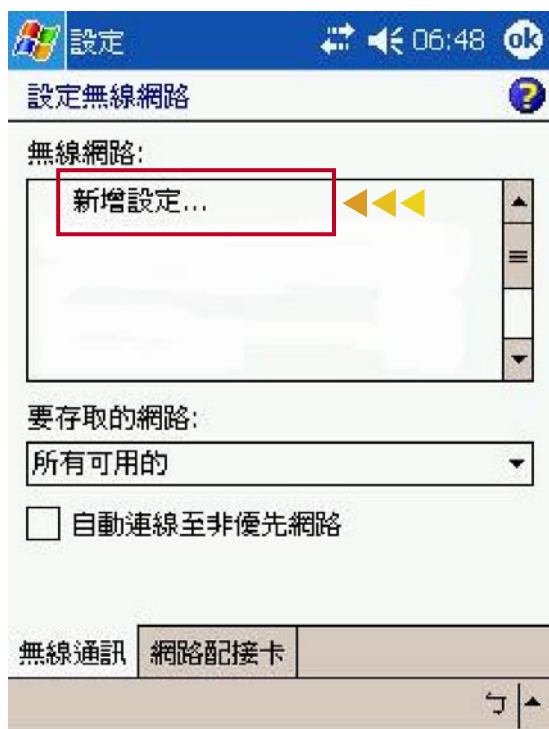 設定 06:48 ok
設定無線網路 ?
無線網路:
新增設定...
要存取的網路:
所有可用的
自動連線至非優先網路
無線通訊 網路配接卡
ㄅ